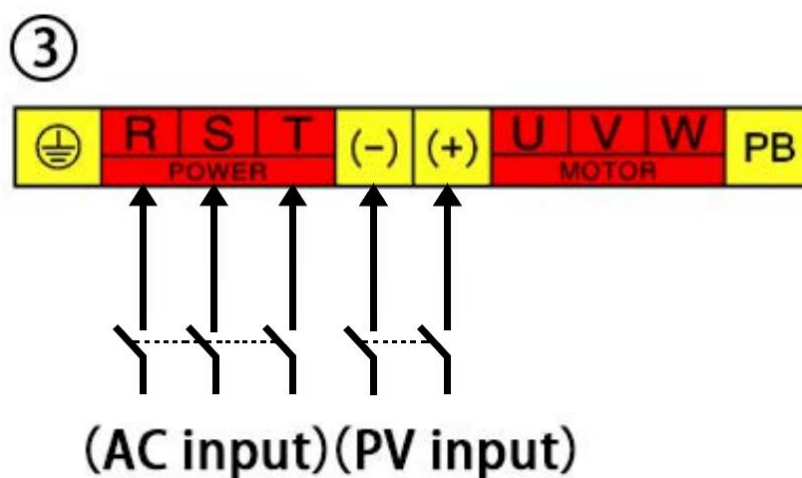 ③
R S T (-) (+) U V W PB
POWER MOTOR
(AC input)(PV input)